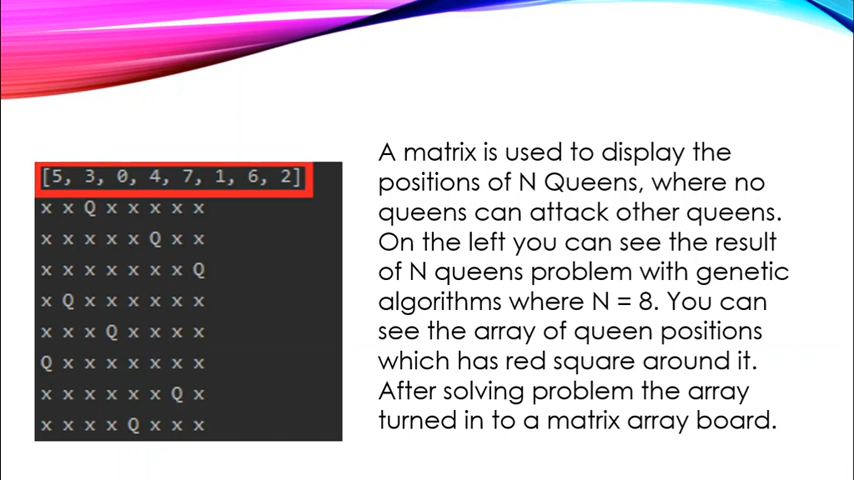 [5, 3, 0, 4, 7, 1, 6, 2]
x x Q x x x x x
x x x x x Q x x
x x x x x x x Q
x Q x x x x x x
x x x Q x x x x
Q x x x x x x x
x x x x x x Q x
x x x x Q x x x
A matrix is used to display the
positions of N Queens, where no
queens can attack other queens.
On the left you can see the result
of N queens problem with genetic
algorithms where N = 8. You can
see the array of queen positions
which has red square around it.
After solving problem the array
turned in to a matrix array board.